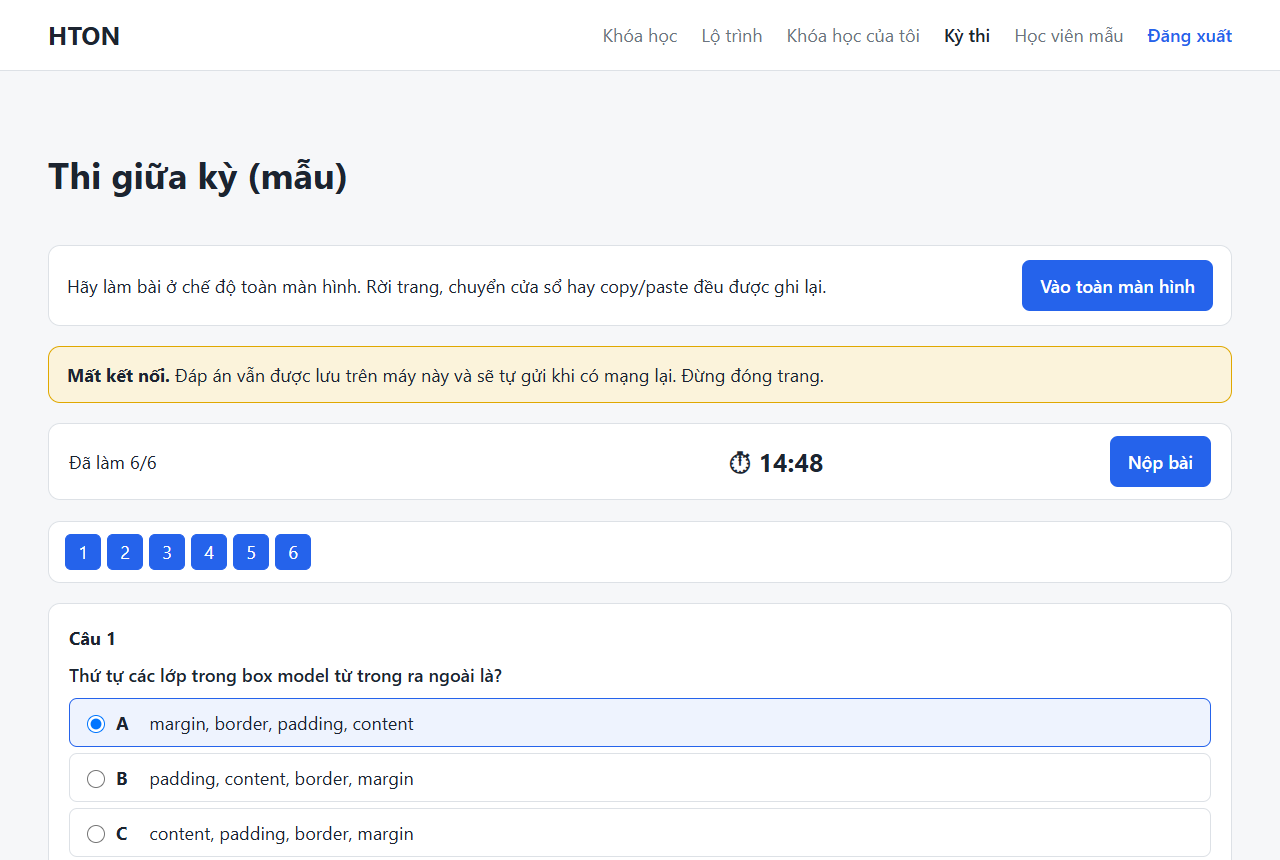 HTON
Khóa học
Lộ trình
Khóa học của tôi
Kỳ thi
Học viên mẫu
Đăng xuất
Thi giữa kỳ (mẫu)
Hãy làm bài ở chế độ toàn màn hình. Rời trang, chuyển cửa sổ hay copy/paste đều được ghi lại.
Vào toàn màn hình
Mất kết nối. Đáp án vẫn được lưu trên máy này và sẽ tự gửi khi có mạng lại. Đừng đóng trang.
Đã làm 6/6
⏱ 14:48
Nộp bài
1 2 3 4 5 6
Câu 1
Thứ tự các lớp trong box model từ trong ra ngoài là?
A margin, border, padding, content
B padding, content, border, margin
C content, padding, border, margin